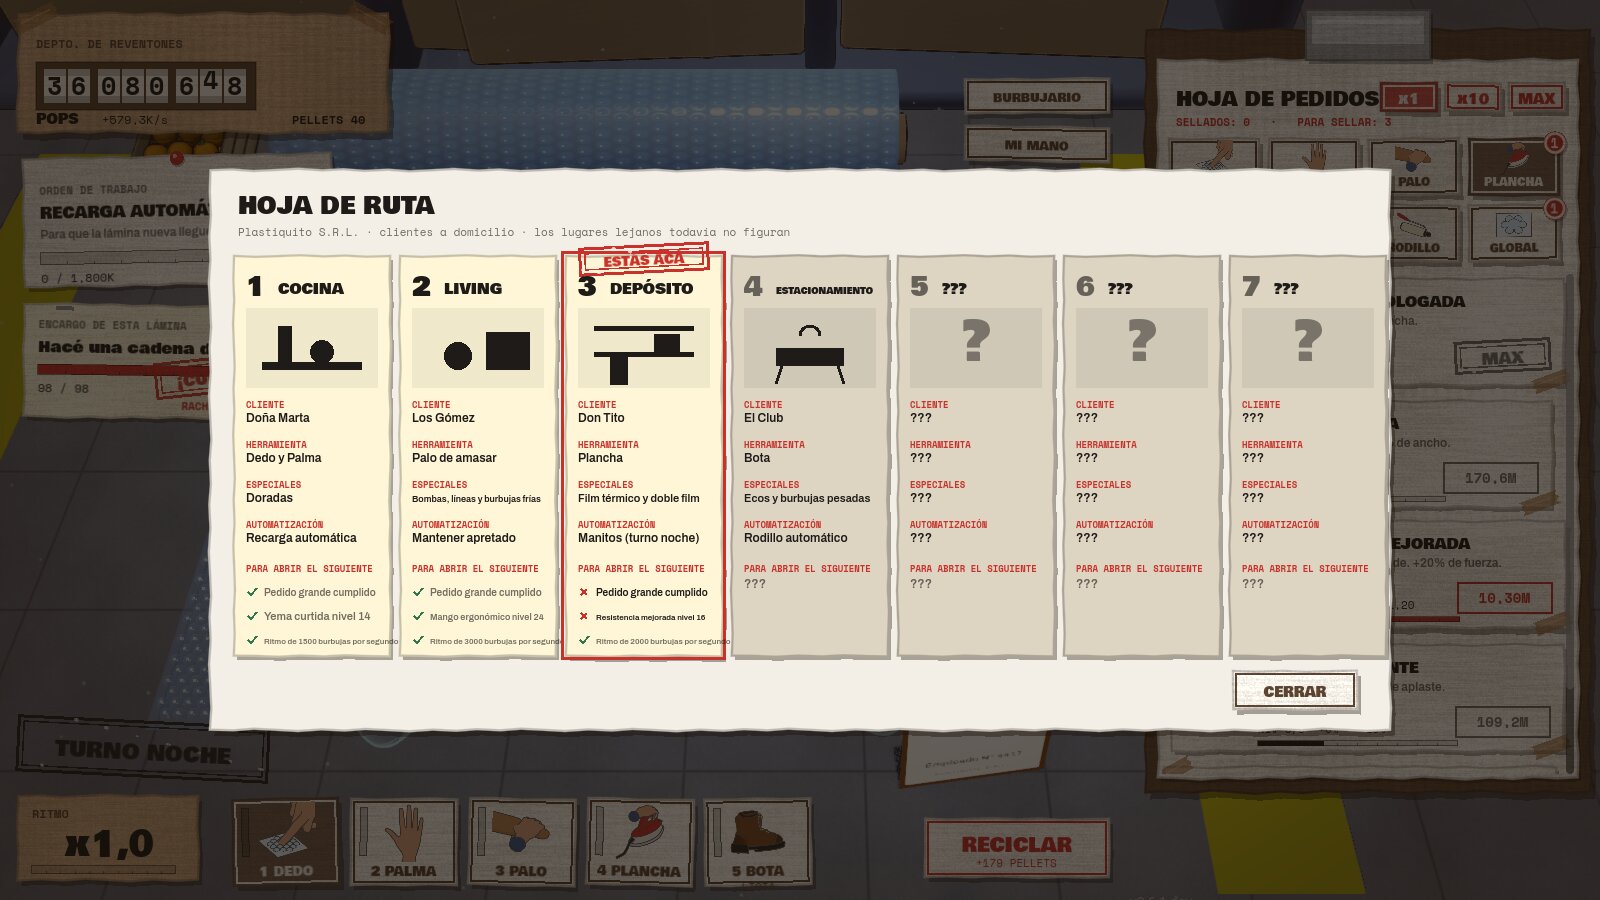 DEPTO. DE REVENTONES
36 080 648
POPS +579.3K/s PELLETS 40
BURBUJARIO
MI MANO
HOJA DE PEDIDOS x1 x10 MAX
SELLADOS: 0 · PARA SELLAR: 3
PALO
PLANCHA
1
GLOBAL
1
ORDEN DE TRABAJO
RECARGA AUTOMÁ
Para que la lámina nueva llegu
0 / 1.800K
ENCARGO DE ESTA LÁMINA
Hacé una cadena d
98 / 98
RACH
HOJA DE RUTA
Plastiquito S.R.L. · clientes a domicilio · los lugares lejanos todavia no figuran
1 COCINA
CLIENTE
Doña Marta
HERRAMIENTA
Dedo y Palma
ESPECIALES
Doradas
AUTOMATIZACIÓN
Recarga automática
PARA ABRIR EL SIGUIENTE
Pedido grande cumplido
Yema curtida nivel 14
Ritmo de 1500 burbujas por segundo
2 LIVING
CLIENTE
Los Gómez
HERRAMIENTA
Palo de amasar
ESPECIALES
Bombas, líneas y burbujas frías
AUTOMATIZACIÓN
Mantener apretado
PARA ABRIR EL SIGUIENTE
Pedido grande cumplido
Mango ergonómico nivel 24
Ritmo de 3000 burbujas por segundo
ESTÁS ACÁ
3 DEPÓSITO
CLIENTE
Don Tito
HERRAMIENTA
Plancha
ESPECIALES
Film térmico y doble film
AUTOMATIZACIÓN
Manitos (turno noche)
PARA ABRIR EL SIGUIENTE
Pedido grande cumplido
Resistencia mejorada nivel 16
Ritmo de 2000 burbujas por segundo
4 ESTACIONAMIENTO
CLIENTE
El Club
HERRAMIENTA
Bota
ESPECIALES
Ecos y burbujas pesadas
AUTOMATIZACIÓN
Rodillo automático
PARA ABRIR EL SIGUIENTE
???
5 ???
?
CLIENTE
???
HERRAMIENTA
???
ESPECIALES
???
AUTOMATIZACIÓN
???
PARA ABRIR EL SIGUIENTE
???
6 ???
?
CLIENTE
???
HERRAMIENTA
???
ESPECIALES
???
AUTOMATIZACIÓN
???
PARA ABRIR EL SIGUIENTE
???
7 ???
?
CLIENTE
???
HERRAMIENTA
???
ESPECIALES
???
AUTOMATIZACIÓN
???
PARA ABRIR EL SIGUIENTE
???
CERRAR
OLOGADA
ncha.
MAX
A
de ancho.
170,6M
EJORADA
de. +20% de fuerza.
.20
10,30M
NTE
e aplaste.
109,2M
TURNO NOCHE
RITMO
x1,0
1 DEDO
2 PALMA
3 PALO
4 PLANCHA
5 BOTA
RECICLAR
+179 PELLETS